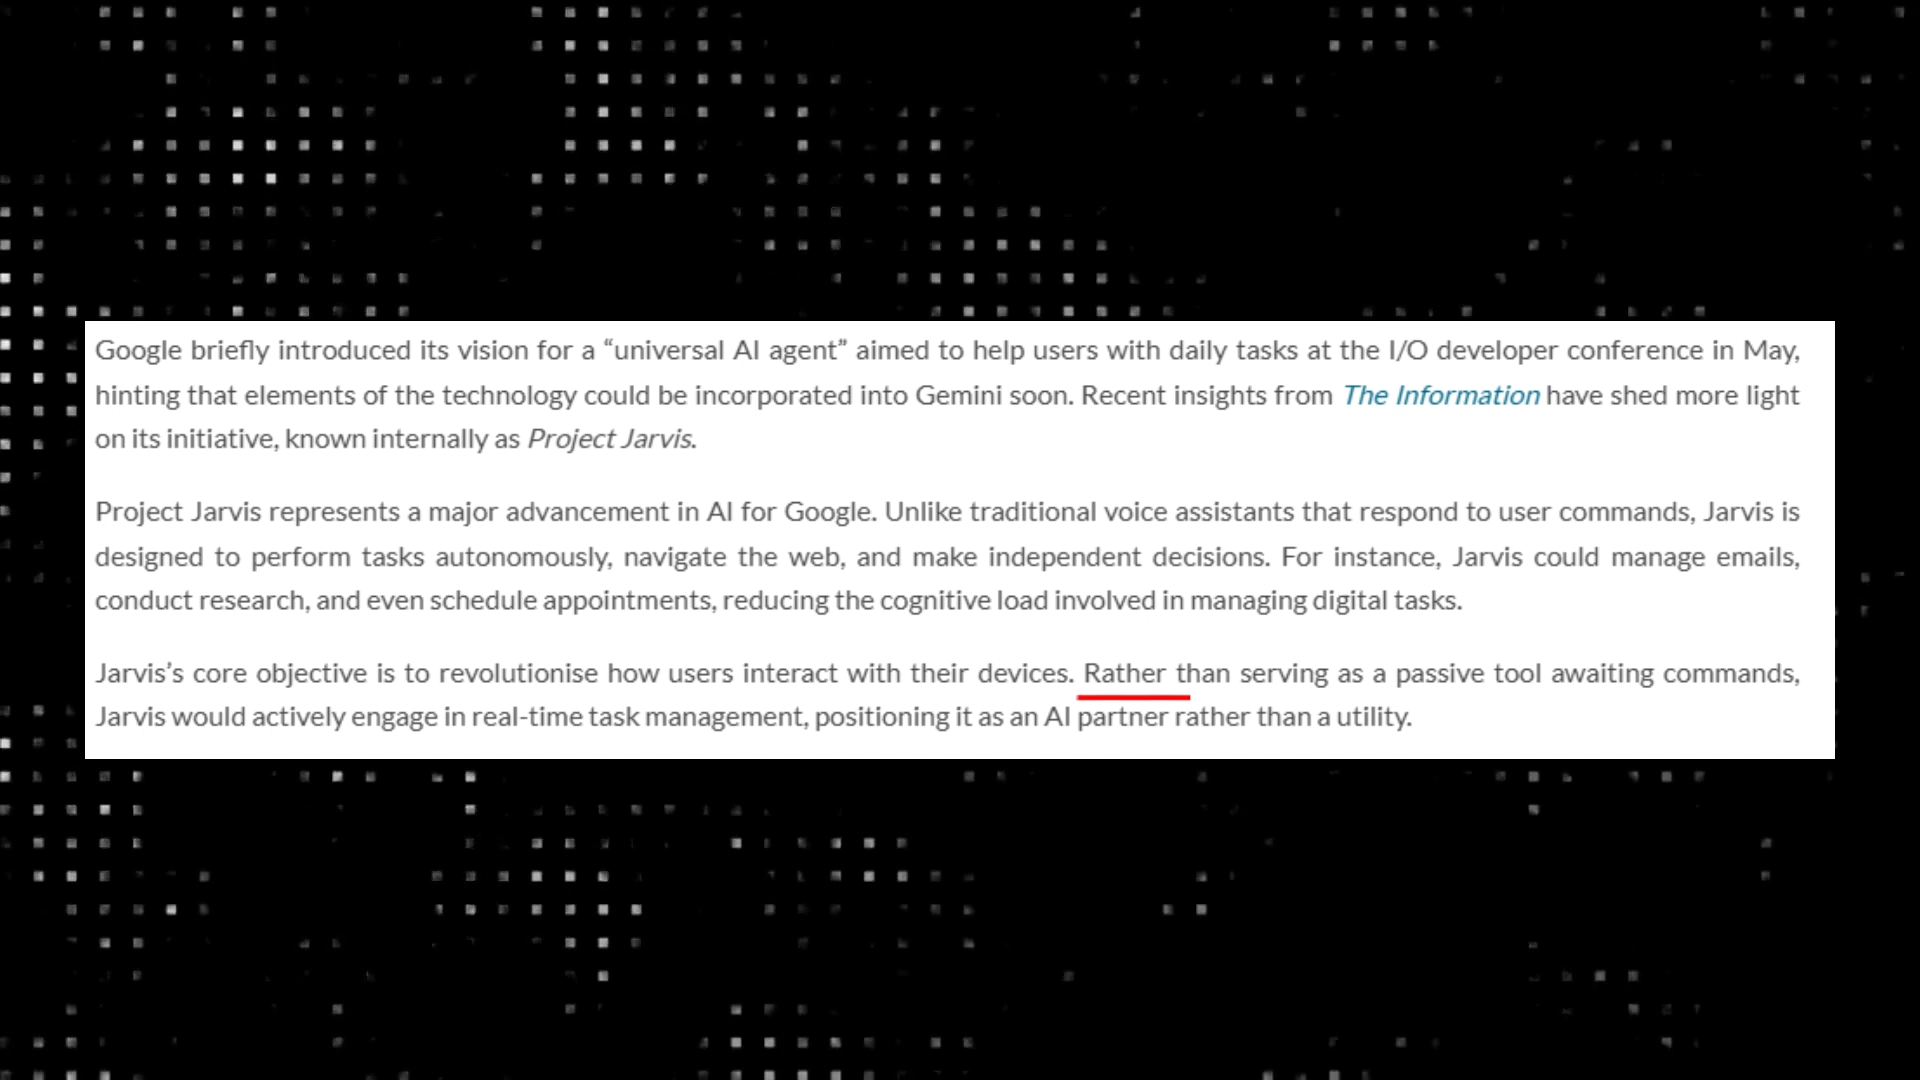 Google briefly introduced its vision for a “universal AI agent” aimed to help users with daily tasks at the I/O developer conference in May,
hinting that elements of the technology could be incorporated into Gemini soon. Recent insights from The Information have shed more light
on its initiative, known internally as Project Jarvis.
Project Jarvis represents a major advancement in AI for Google. Unlike traditional voice assistants that respond to user commands, Jarvis is
designed to perform tasks autonomously, navigate the web, and make independent decisions. For instance, Jarvis could manage emails,
conduct research, and even schedule appointments, reducing the cognitive load involved in managing digital tasks.
Jarvis’s core objective is to revolutionise how users interact with their devices. Rather than serving as a passive tool awaiting commands,
Jarvis would actively engage in real-time task management, positioning it as an AI partner rather than a utility.